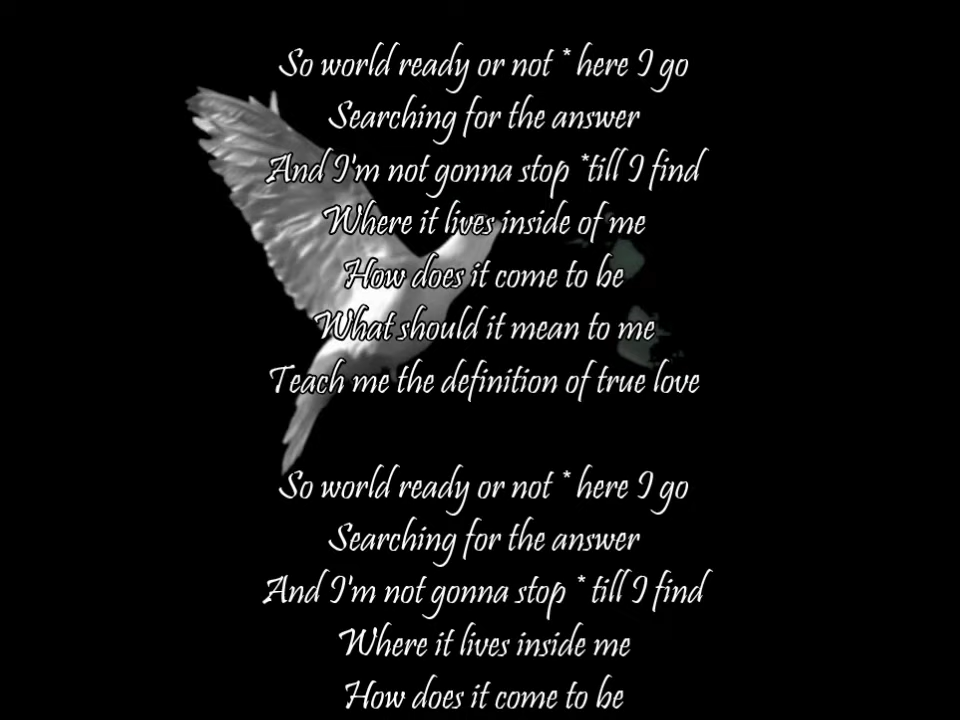 So world ready or not * here I go
Searching for the answer
And I'm not gonna stop *till I find
Where it lives inside of me
How does it come to be
What should it mean to me
Teach me the definition of true love
So world ready or not * here I go
Searching for the answer
And I'm not gonna stop * till I find
Where it lives inside me
How does it come to be